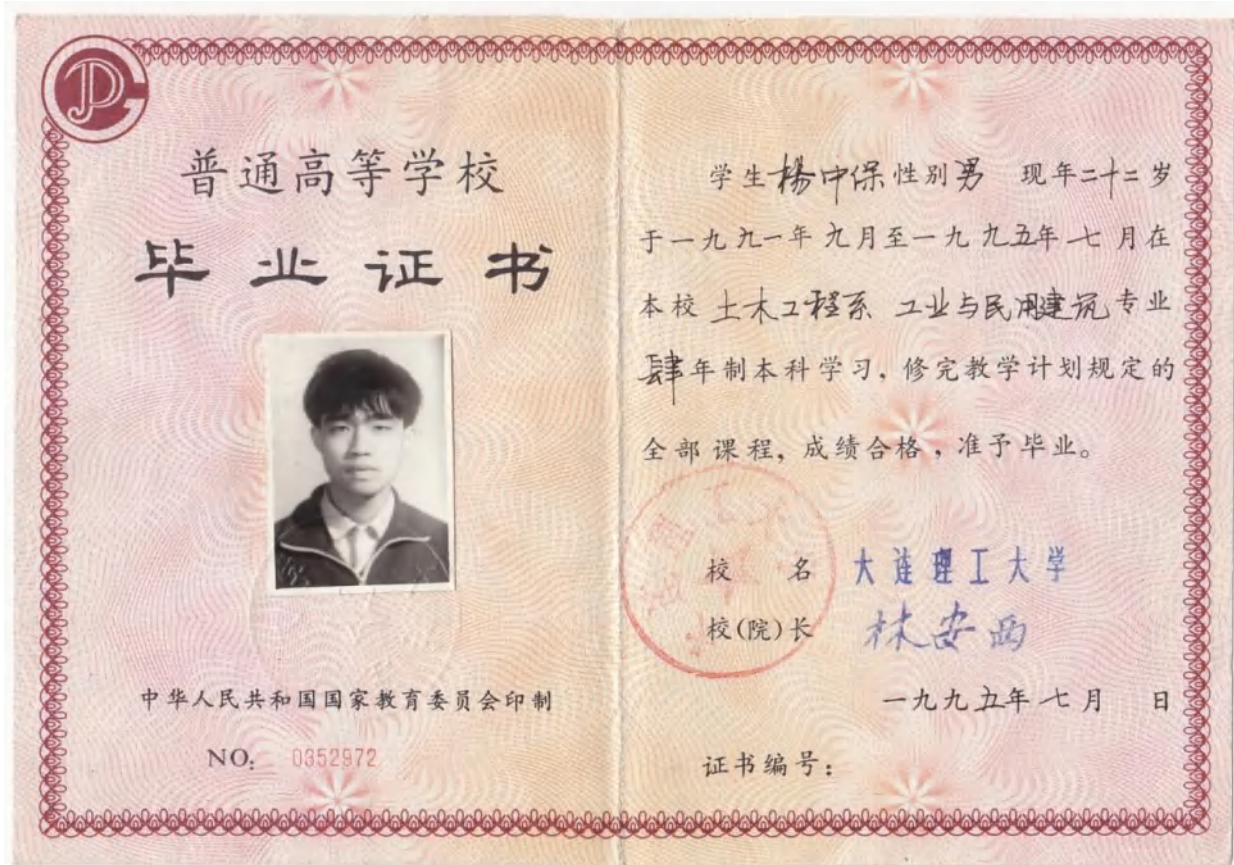 普通高等学校
毕业证书
中华人民共和国国家教育委员会印制
NO: 0352972
学生杨中保性别男 现年二十二岁
于一九九一年九月至一九九五年七月在
本校 土木工程系 工业与民用建筑专业
肆年制本科学习，修完教学计划规定的
全部课程，成绩合格，准予毕业。
校 名 大连理工大学
校(院)长 林安西
一九九五年七月 日
证书编号：